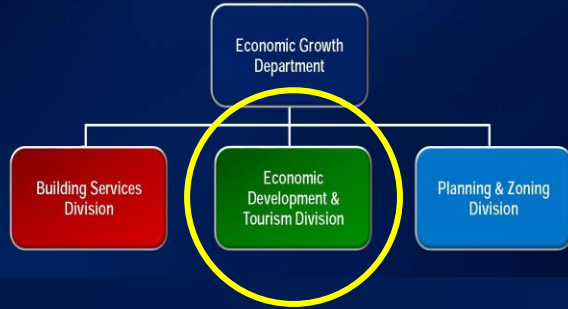 Economic Growth
Department
Building Services
Division
Economic
Development &
Tourism Division
Planning & Zoning
Division